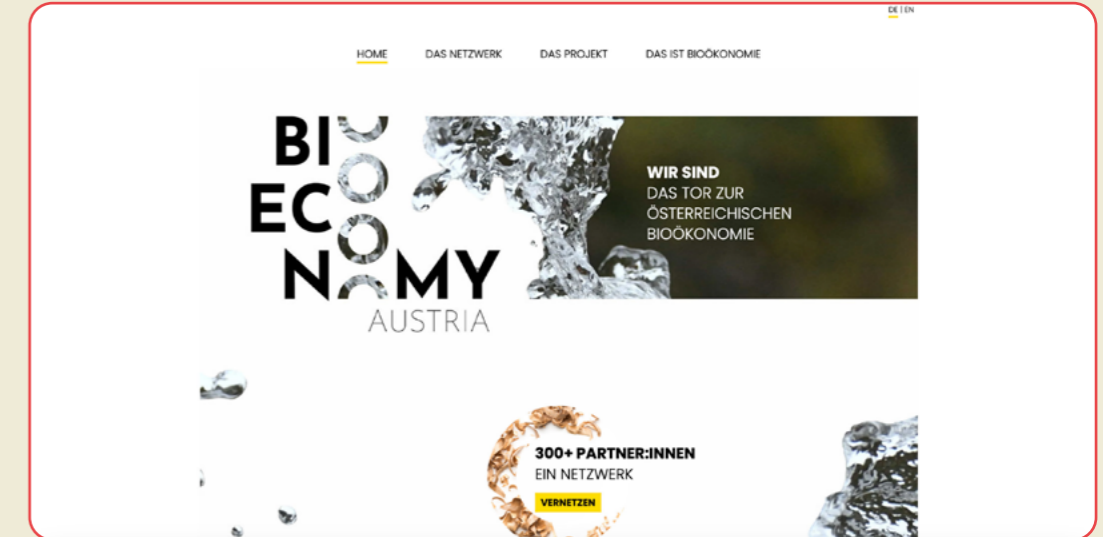 DE | EN
HOME DAS NETZWERK DAS PROJEKT DAS IST BIOÖKONOMIE
BIO
ECO
NOMY
AUSTRIA
WIR SIND
DAS TOR ZUR
ÖSTERREICHISCHEN
BIOÖKONOMIE
300+ PARTNER:INNEN
EIN NETZWERK
VERNETZEN